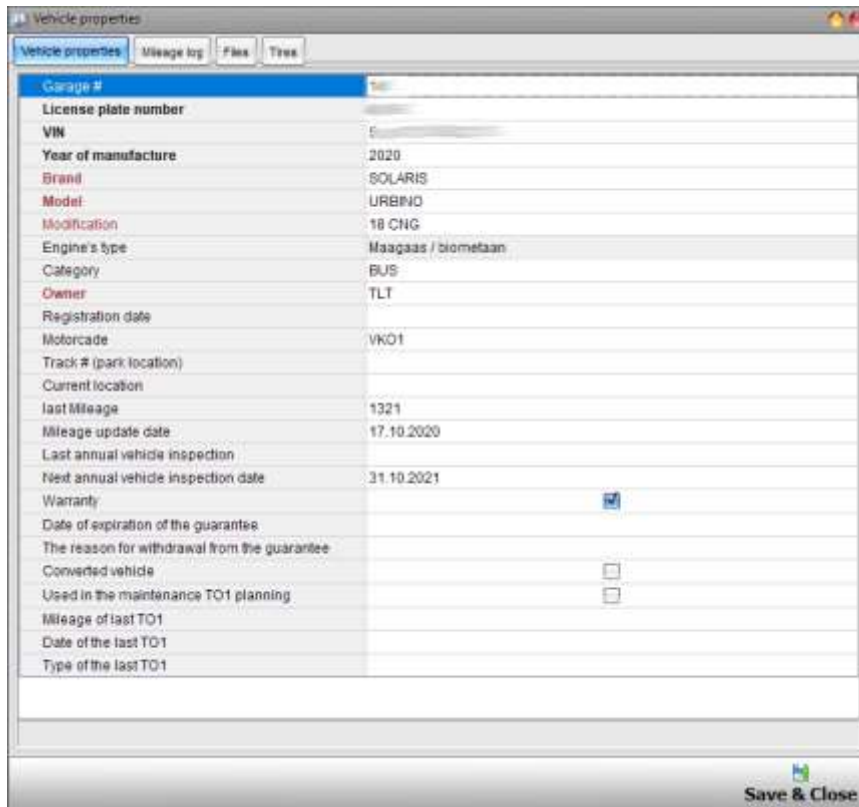 Vehicle properties
Vehicle properties Mileage log Files Tires
Garage #
License plate number
VIN
Year of manufacture 2020
Brand SOLARIS
Model URBINO
Modification 18 CNG
Engine's type Maagaas / biometaan
Category BUS
Owner TLT
Registration date
Motorcade VKO1
Track # (park location)
Current location
last Mileage 1321
Mileage update date 17.10.2020
Last annual vehicle inspection
Next annual vehicle inspection date 31.10.2021
Warranty
Date of expiration of the guarantee
The reason for withdrawal from the guarantee
Converted vehicle
Used in the maintenance TO1 planning
Mileage of last TO1
Date of the last TO1
Type of the last TO1
Save & Close